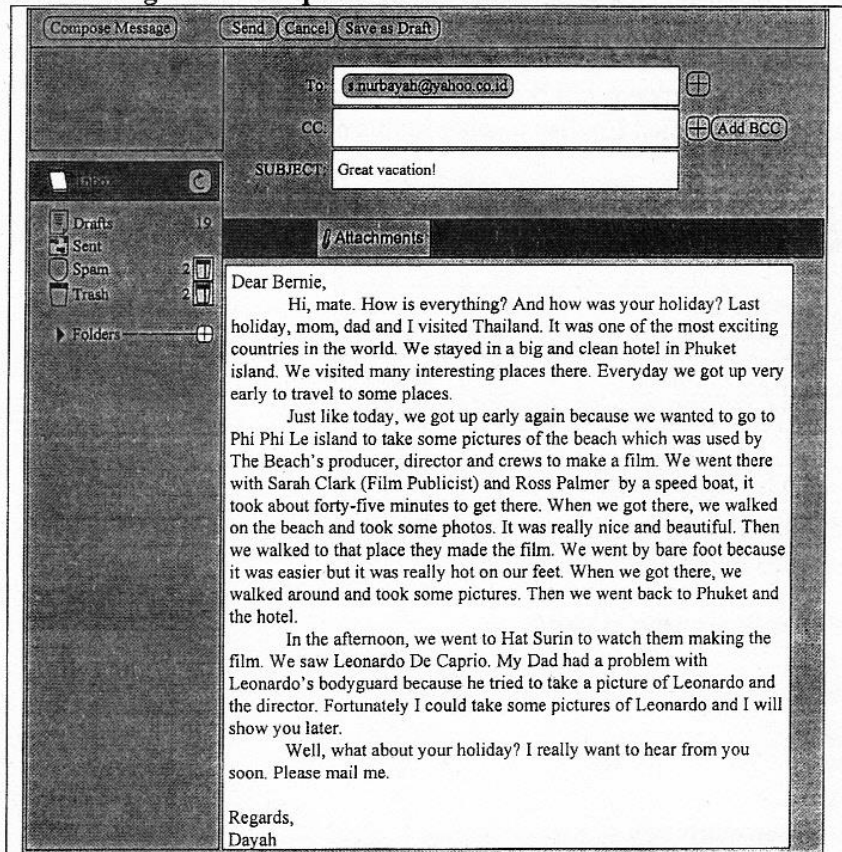 Compose Message Send Cancel Save as Draft
To: s.nurbayah@yahoo.co.id
CC: Add BCC
SUBJECT: Great vacation!
Inbox
Drafts 19
Sent
Spam 2
Trash 2
Folders
Attachments
Dear Bernie,
Hi, mate. How is everything? And how was your holiday? Last
holiday, mom, dad and I visited Thailand. It was one of the most exciting
countries in the world. We stayed in a big and clean hotel in Phuket
island. We visited many interesting places there. Everyday we got up very
early to travel to some places.
Just like today, we got up early again because we wanted to go to
Phi Phi Le island to take some pictures of the beach which was used by
The Beach's producer, director and crews to make a film. We went there
with Sarah Clark (Film Publicist) and Ross Palmer by a speed boat, it
took about forty-five minutes to get there. When we got there, we walked
on the beach and took some photos. It was really nice and beautiful. Then
we walked to that place they made the film. We went by bare foot because
it was easier but it was really hot on our feet. When we got there, we
walked around and took some pictures. Then we went back to Phuket and
the hotel.
In the afternoon, we went to Hat Surin to watch them making the
film. We saw Leonardo De Caprio. My Dad had a problem with
Leonardo's bodyguard because he tried to take a picture of Leonardo and
the director. Fortunately I could take some pictures of Leonardo and I will
show you later.
Well, what about your holiday? I really want to hear from you
soon. Please mail me.
Regards,
Dayah